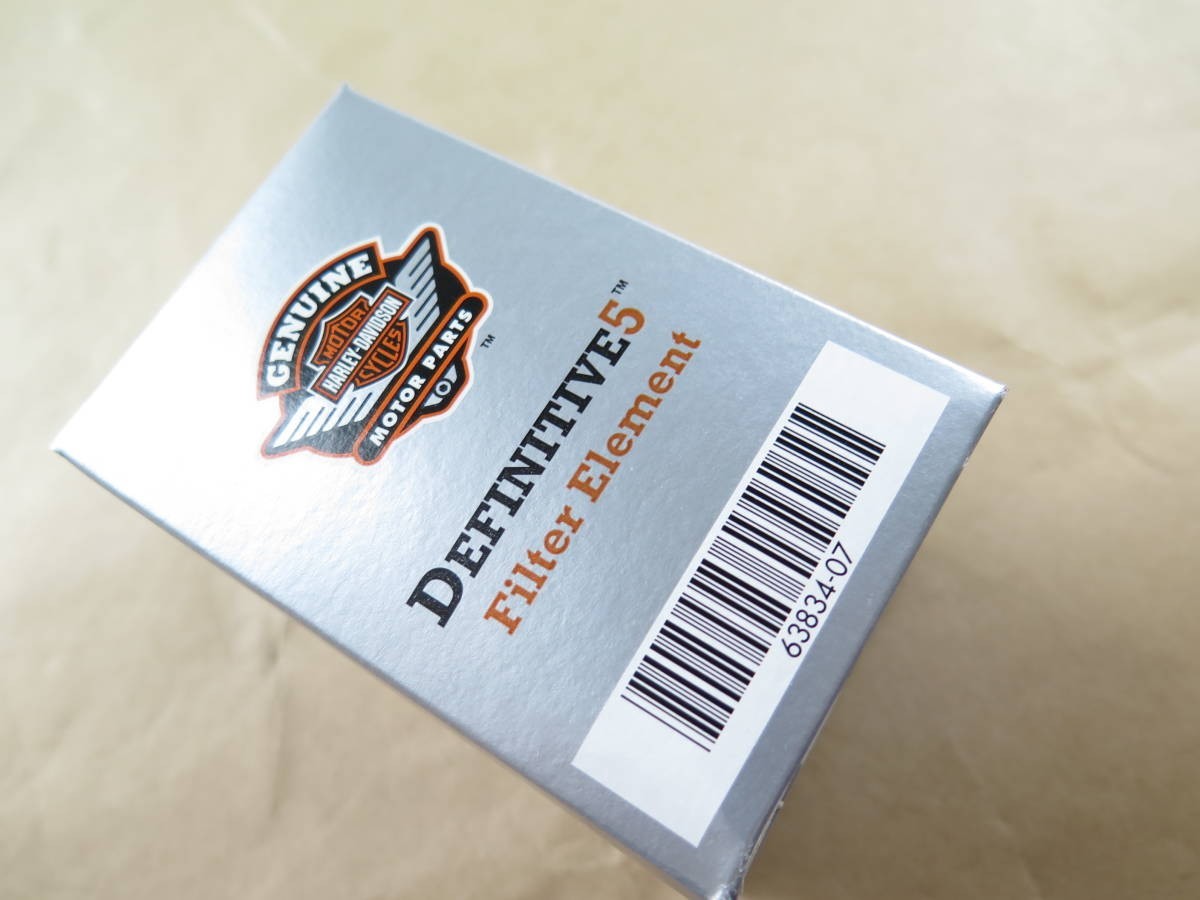 GENUINE
MOTOR
HARLEY-DAVIDSON
CYCLES
MOTOR PARTS
TM
DEFINITIVE5™
Filter Element
63834-07